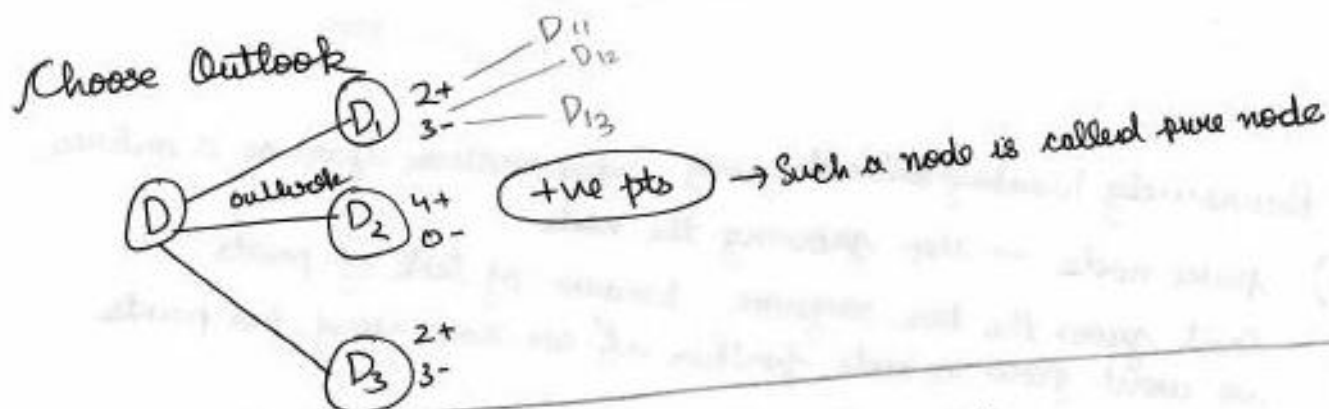 Choose Outlook
D
outlook
D1 2+ 3-
D11
D12
D13
D2 4+ 0-
+ve pts → Such a node is called pure node
D3 2+ 3-